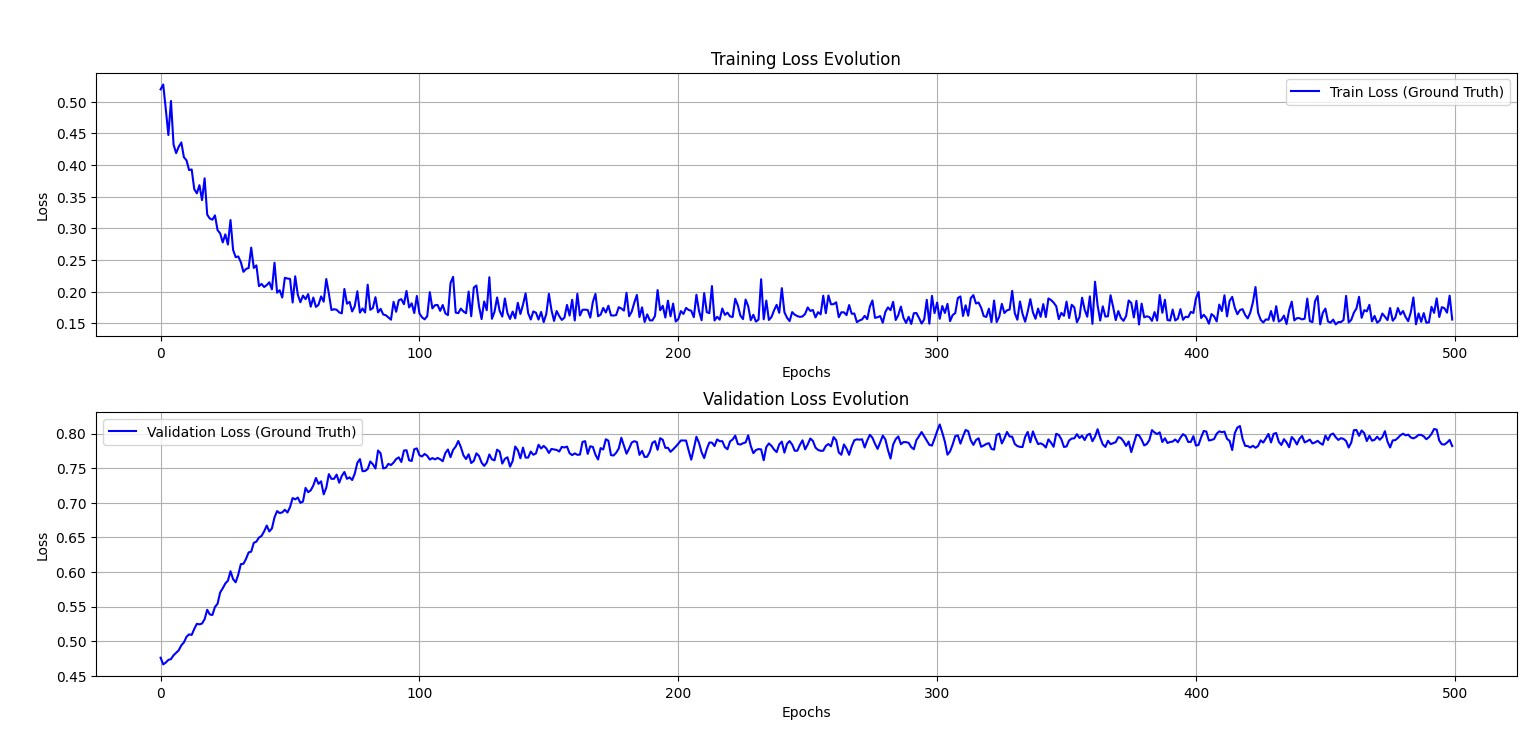 Training Loss Evolution
Train Loss (Ground Truth)
Loss
0.50
0.45
0.40
0.35
0.30
0.25
0.20
0.15
0 100 200 300 400 500
Epochs
Validation Loss Evolution
Validation Loss (Ground Truth)
Loss
0.80
0.75
0.70
0.65
0.60
0.55
0.50
0.45
0 100 200 300 400 500
Epochs